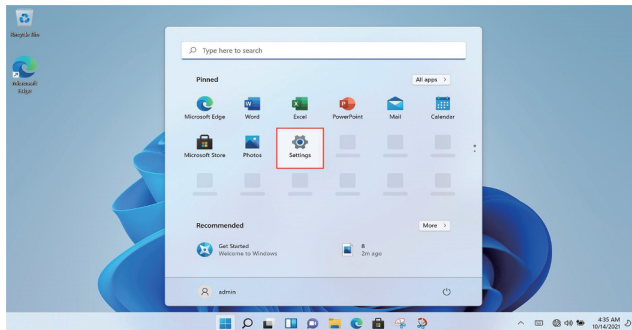 Recycle Bin
Microsoft
Edge
Type here to search
Pinned
All apps >
Microsoft Edge
Word
Excel
PowerPoint
Mail
Calendar
Microsoft Store
Photos
Settings
Recommended
More >
Get Started
Welcome to Windows
8
2m ago
admin
4:35 AM
10/14/2021